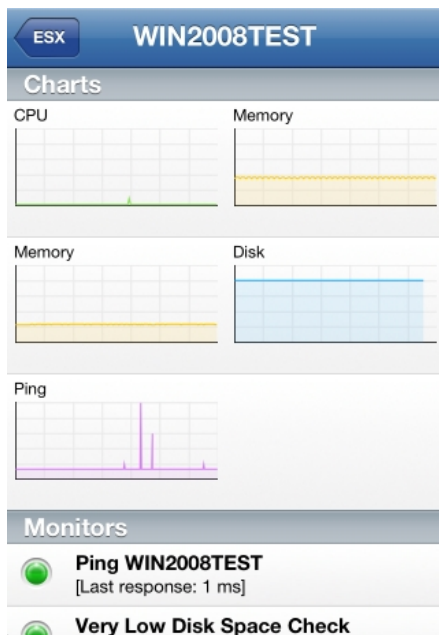 ESX
WIN2008TEST
Charts
CPU
Memory
Memory
Disk
Ping
Monitors
Ping WIN2008TEST
[Last response: 1 ms]
Very Low Disk Space Check